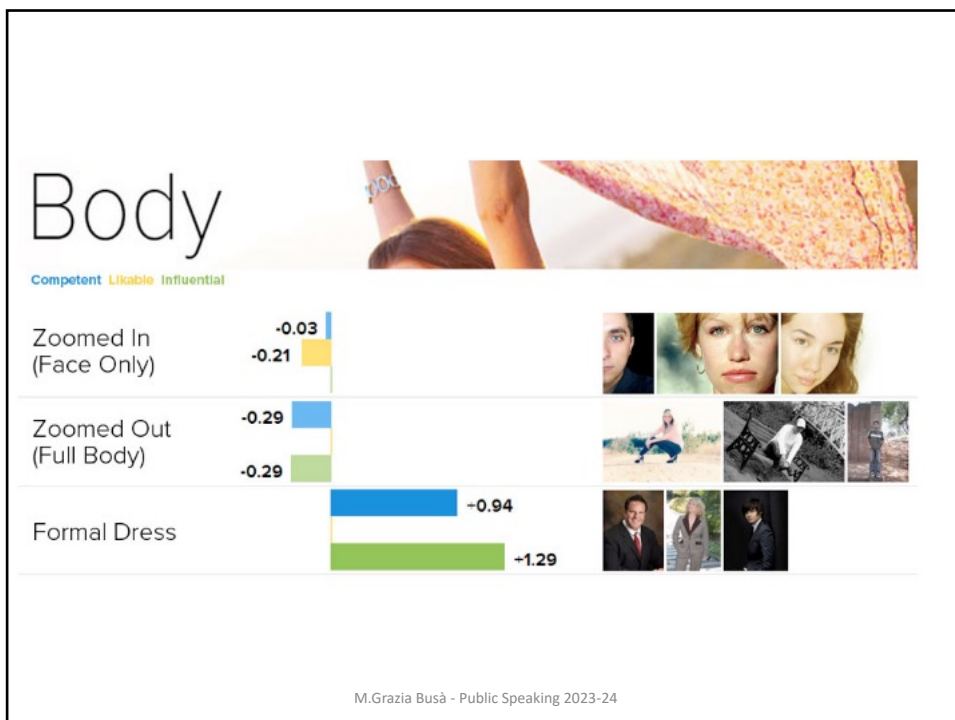 Body
Competent Likable Influential
Zoomed In
(Face Only)
-0.03
-0.21
Zoomed Out
(Full Body)
-0.29
-0.29
Formal Dress
+0.94
+1.29
M.Grazia Busà - Public Speaking 2023-24